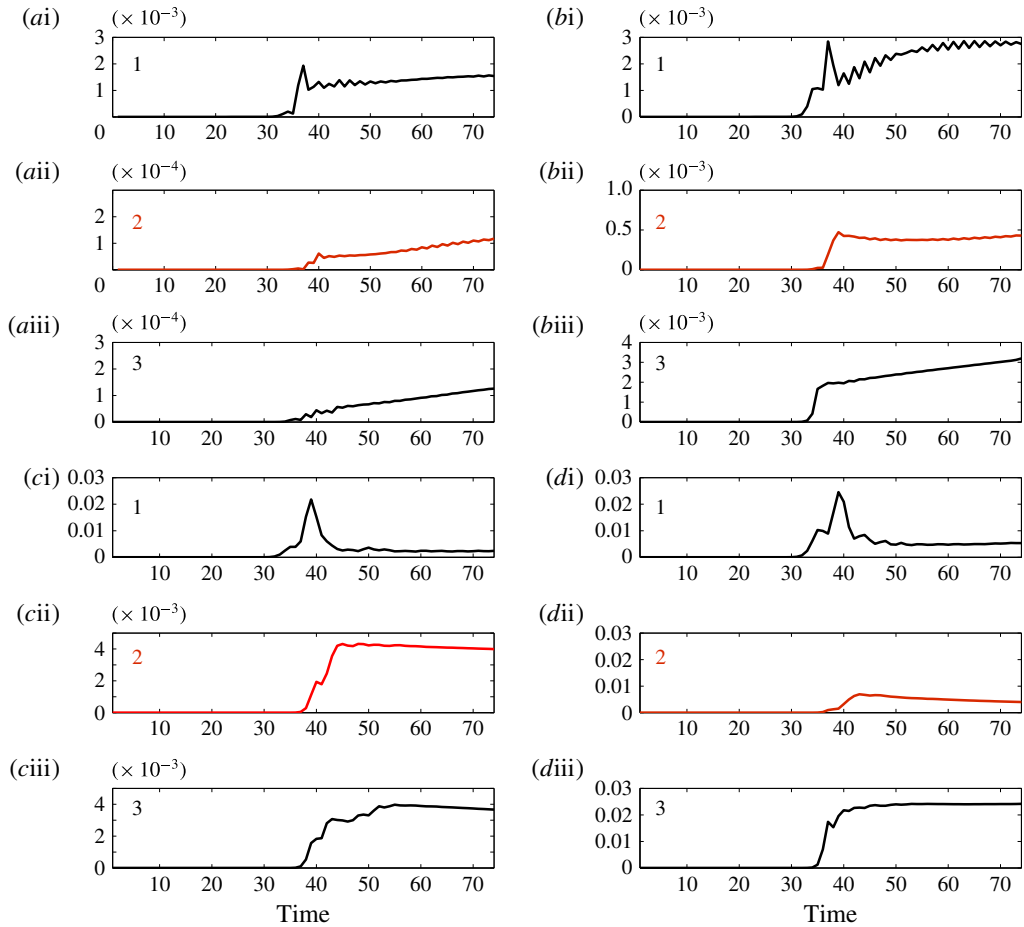 (ai) (× 10⁻³) (bi) (× 10⁻³)
3 3
2 1 2 1
1 1
0 10 20 30 40 50 60 70 0 10 20 30 40 50 60 70
(aii) (× 10⁻⁴) (bii) (× 10⁻³)
1.0
2 2 0.5 2
1
0 10 20 30 40 50 60 70 0 10 20 30 40 50 60 70
(aiii) (× 10⁻⁴) (biii) (× 10⁻³)
3 4
2 3 3 3
1 2
0 10 20 30 40 50 60 70 0 10 20 30 40 50 60 70
(ci) 0.03 (di) 0.03
0.02 1 0.02 1
0.01 0.01
0 10 20 30 40 50 60 70 0 10 20 30 40 50 60 70
(cii) (× 10⁻³) (dii) 0.03
4 2 0.02 2
2 0.01
0 10 20 30 40 50 60 70 0 10 20 30 40 50 60 70
(ciii) (× 10⁻³) (diii) 0.03
4 3 0.02 3
2 0.01
0 10 20 30 40 50 60 70 0 10 20 30 40 50 60 70
Time Time